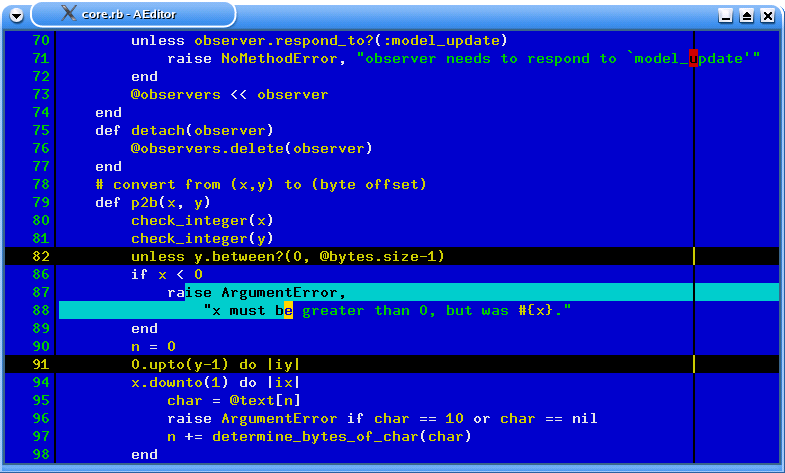 core.rb - AEditor
70         unless observer.respond_to?(:model_update)
71             raise NoMethodError, "observer needs to respond to `model_update'"
72         end
73         @observers << observer
74     end
75     def detach(observer)
76         @observers.delete(observer)
77     end
78     # convert from (x,y) to (byte offset)
79     def p2b(x, y)
80         check_integer(x)
81         check_integer(y)
82         unless y.between?(0, @bytes.size-1)
86         if x < 0
87             raise ArgumentError,
88                 "x must be greater than 0, but was #{x}."
89         end
90         n = 0
91         0.upto(y-1) do |iy|
94         x.downto(1) do |ix|
95             char = @text[n]
96             raise ArgumentError if char == 10 or char == nil
97             n += determine_bytes_of_char(char)
98         end